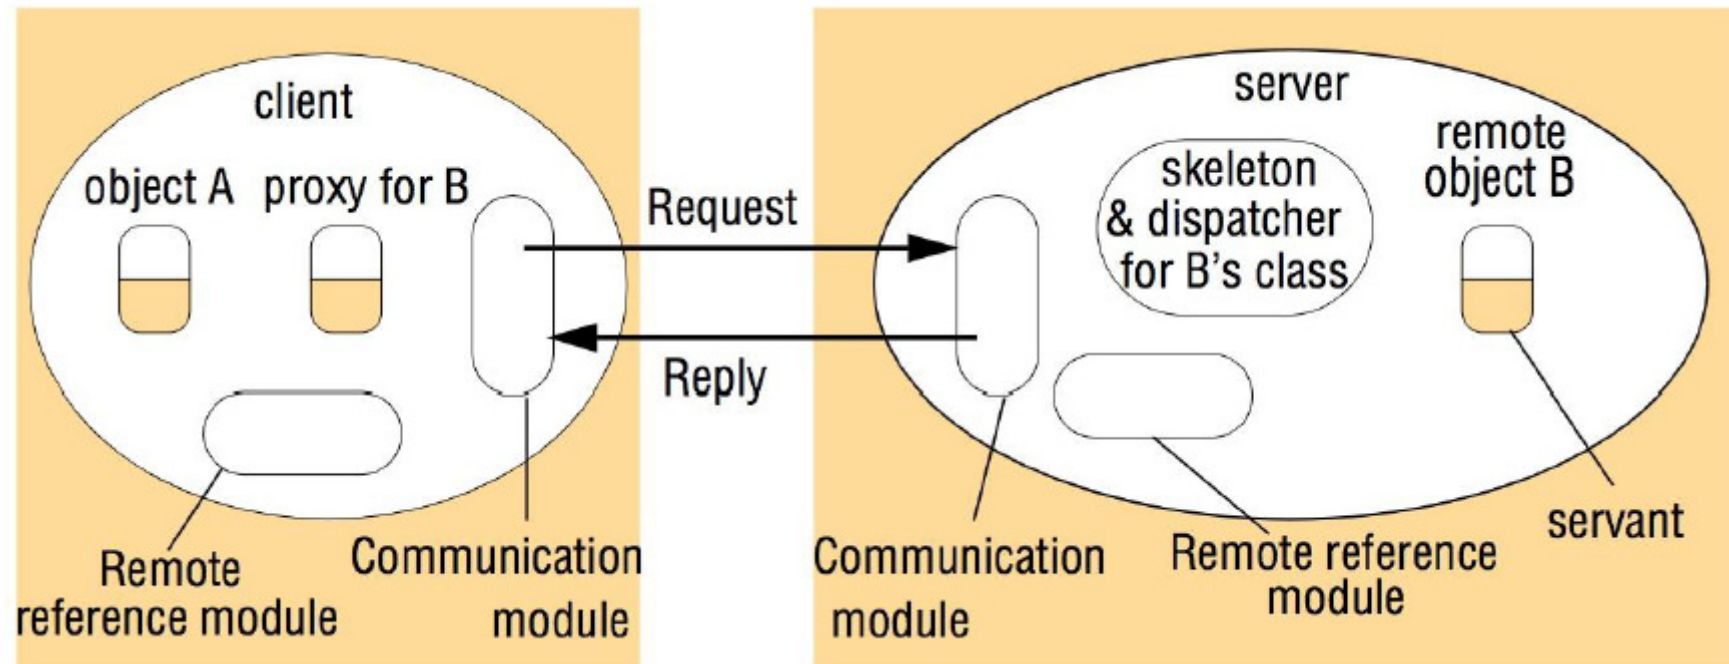 client
object A
proxy for B
Remote
reference module
Communication
module
Request
Reply
server
skeleton
& dispatcher
for B's class
remote
object B
Communication
module
Remote reference
module
servant